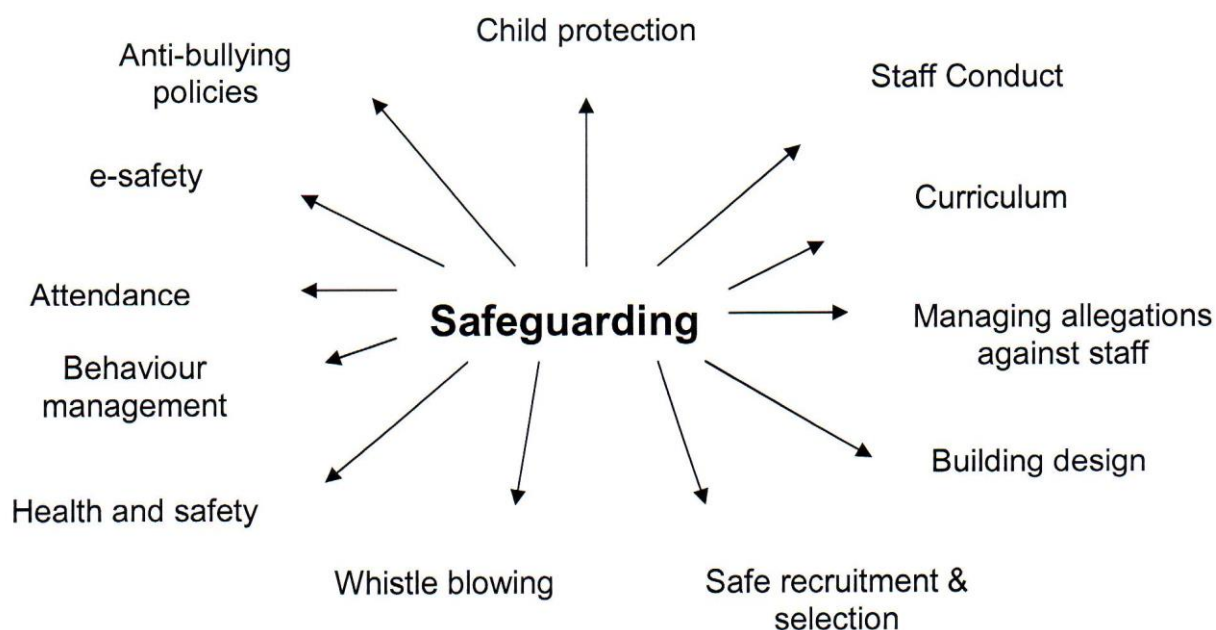 Child protection
Anti-bullying
policies
Staff Conduct
e-safety
Curriculum
Attendance
Safeguarding
Managing allegations
against staff
Behaviour
management
Building design
Health and safety
Whistle blowing
Safe recruitment &
selection